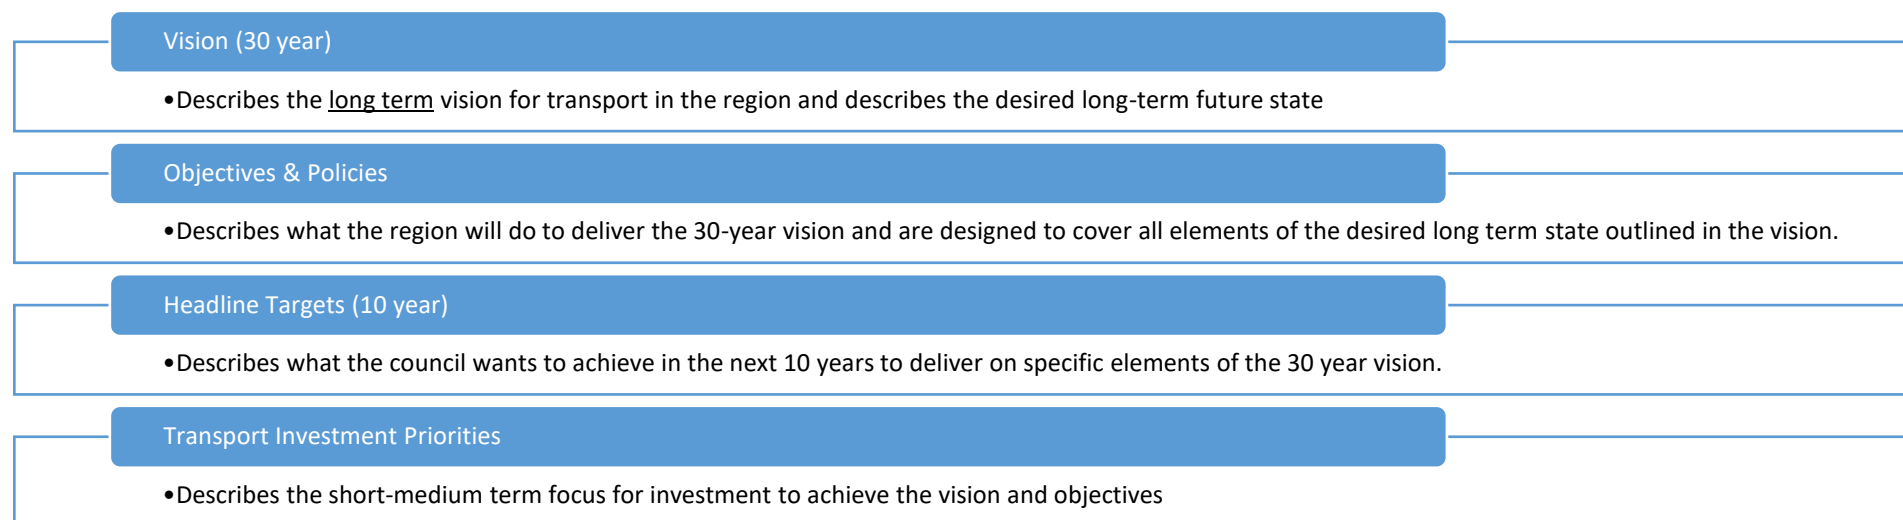 Vision (30 year)
•Describes the long term vision for transport in the region and describes the desired long-term future state
Objectives & Policies
•Describes what the region will do to deliver the 30-year vision and are designed to cover all elements of the desired long term state outlined in the vision.
Headline Targets (10 year)
•Describes what the council wants to achieve in the next 10 years to deliver on specific elements of the 30 year vision.
Transport Investment Priorities
•Describes the short-medium term focus for investment to achieve the vision and objectives